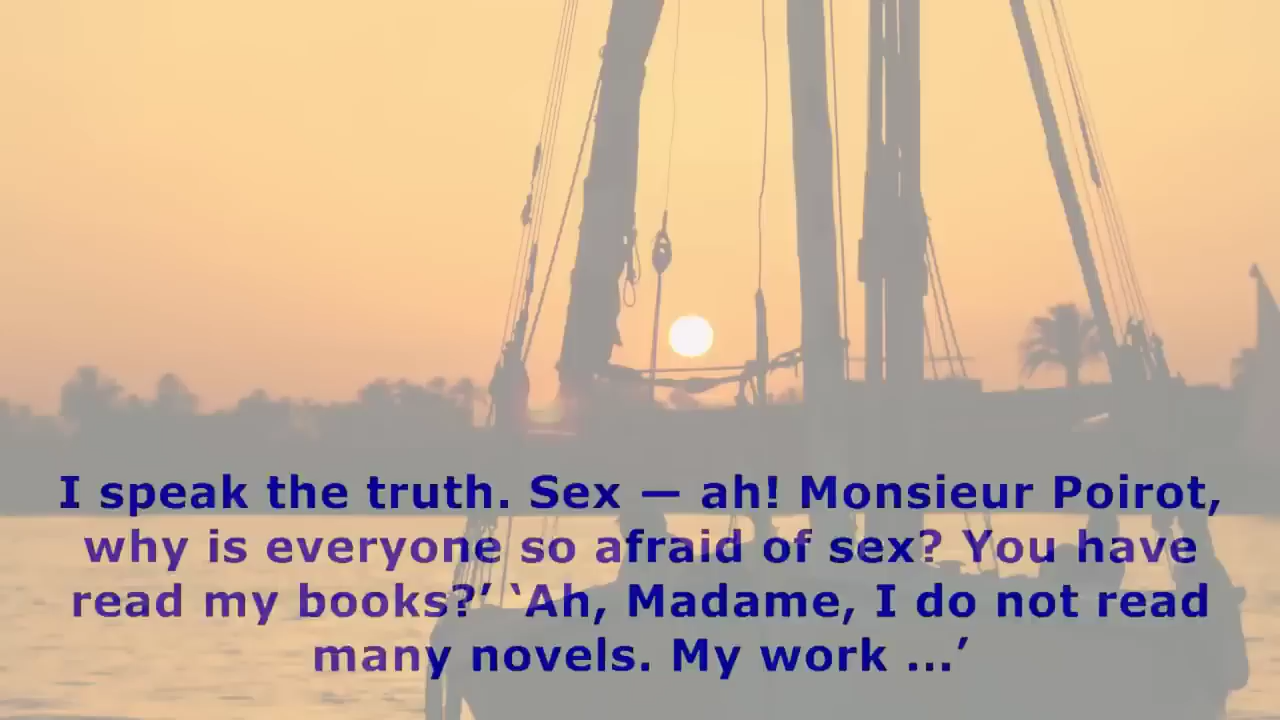 I speak the truth. Sex — ah! Monsieur Poirot,
why is everyone so afraid of sex? You have
read my books?’ ‘Ah, Madame, I do not read
many novels. My work ...’